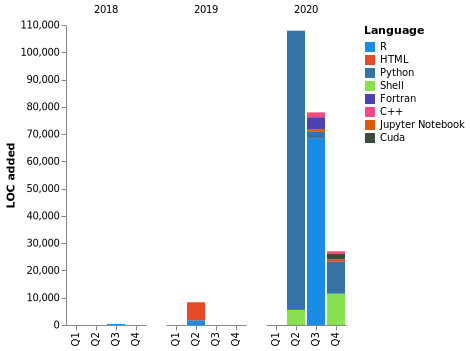 2018 2019 2020
110,000
100,000
90,000
80,000
70,000
60,000
50,000
40,000
30,000
20,000
10,000
0
LOC added
Q1 Q2 Q3 Q4 Q1 Q2 Q3 Q4 Q1 Q2 Q3 Q4
Language
R
HTML
Python
Shell
Fortran
C++
Jupyter Notebook
Cuda